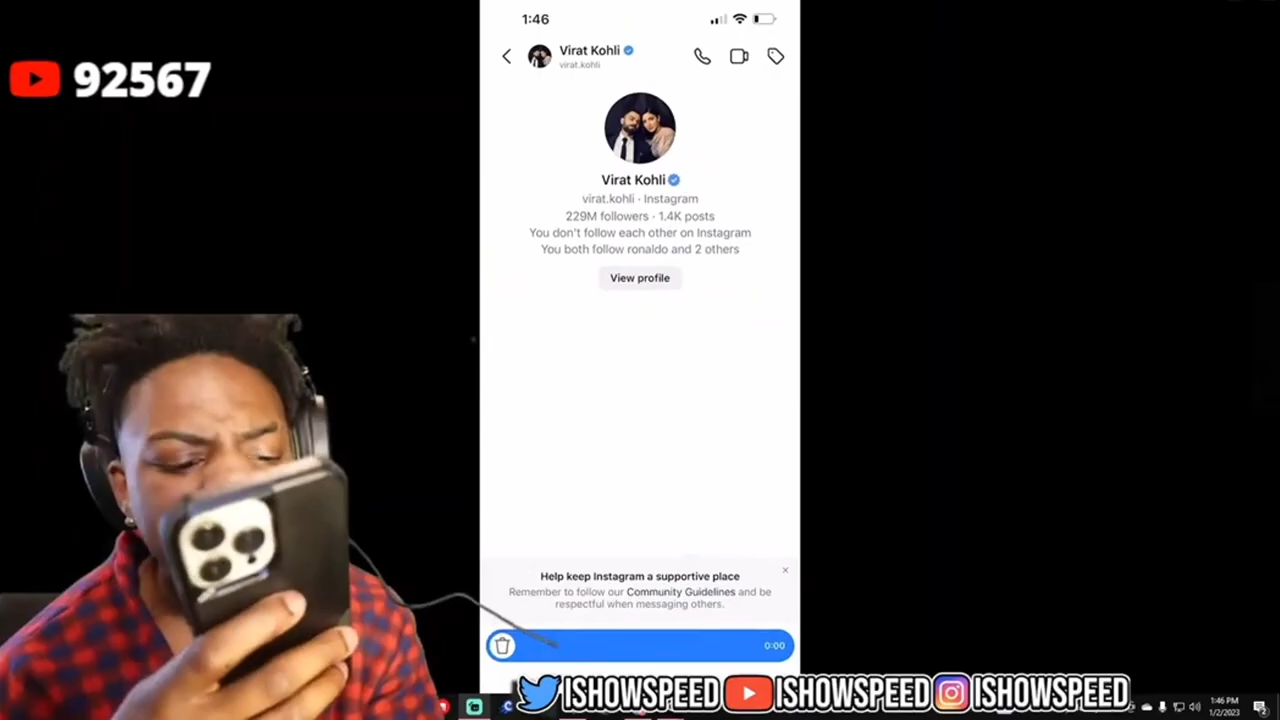 1:46
92567
Virat Kohli
virat.kohli
Virat Kohli
virat.kohli · Instagram
229M followers · 1.4K posts
You don't follow each other on Instagram
You both follow ronaldo and 2 others
View profile
Help keep Instagram a supportive place
Remember to follow our Community Guidelines and be
respectful when messaging others.
0:00
ISHOWSPEED ISHOWSPEED ISHOWSPEED
1:46 PM
1/2/2023